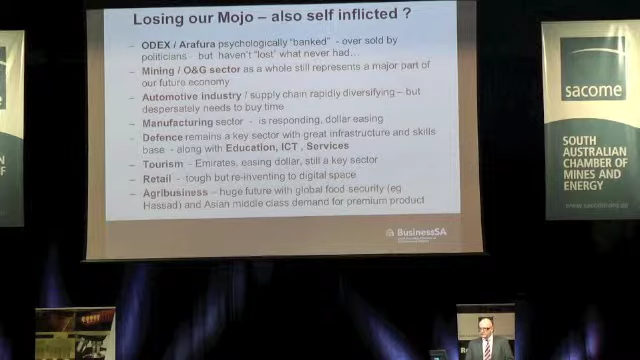 Losing our Mojo – also self inflicted ?
– ODEX / Arafura psychologically "banked" - over sold by
politicians - but haven't "lost' what never had…
– Mining / O&G sector as a whole still represents a major part of
our future economy
– Automotive industry / supply chain rapidly diversifying – but
desperately needs to buy time
– Manufacturing sector - is responding, dollar easing
– Defence remains a key sector with great infrastructure and skills
base - along with Education, ICT , Services
– Tourism - Emirates, easing dollar, still a key sector
– Retail - tough but re-inventing to digital space
– Agribusiness – huge future with global food security (eg
Hassad) and Asian middle class demand for premium product
BusinessSA
sacome
SOUTH
AUSTRALIAN
CHAMBER OF
MINES AND
ENERGY